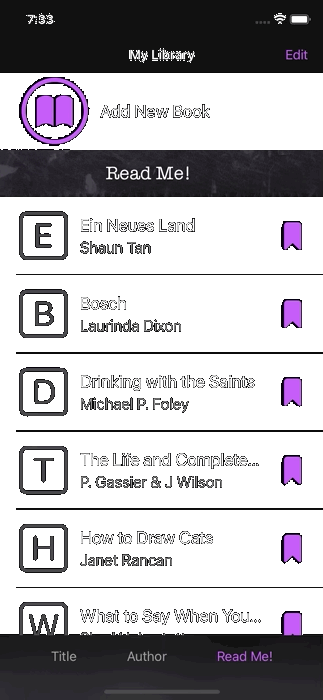 7:33
My Library
Edit
Add New Book
Read Me!
E
Ein Neues Land
Shaun Tan
B
Bosch
Laurinda Dixon
D
Drinking with the Saints
Michael P. Foley
T
The Life and Complete...
P. Gassier & J Wilson
H
How to Draw Cats
Janet Rancan
W
What to Say When You...
Title
Author
Read Me!